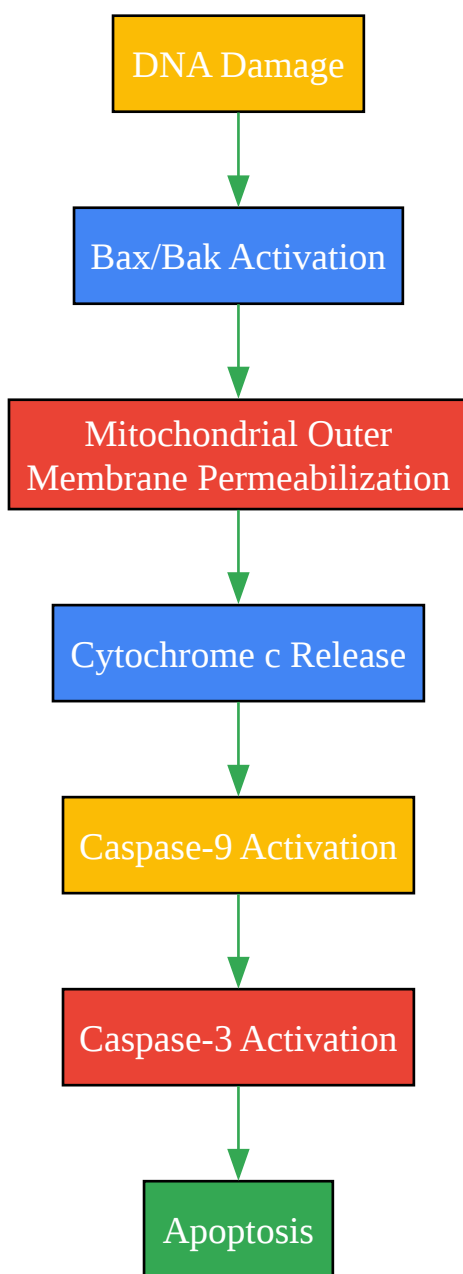 DNA Damage
Bax/Bak Activation
Mitochondrial Outer
Membrane Permeabilization
Cytochrome c Release
Caspase-9 Activation
Caspase-3 Activation
Apoptosis